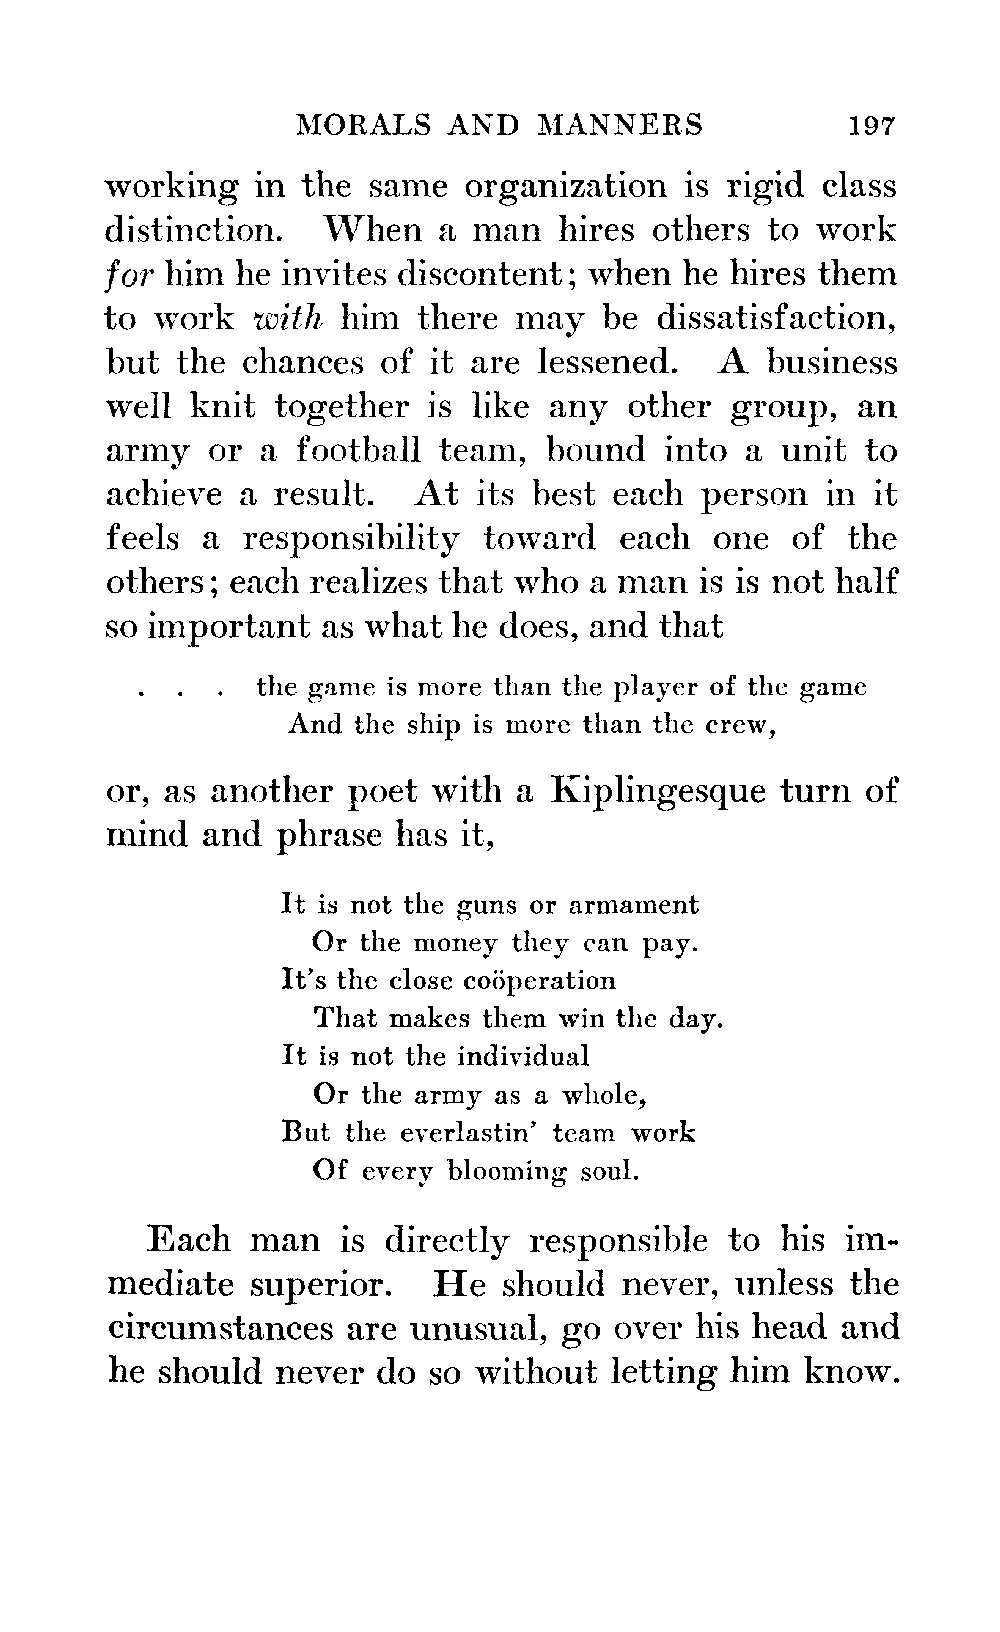 MORALS AND MANNERS 197
working in the same organization is rigid class
distinction. When a man hires others to work
for him he invites discontent; when he hires them
to work with him there may be dissatisfaction,
but the chances of it are lessened. A business
well knit together is like any other group, an
army or a football team, bound into a unit to
achieve a result. At its best each person in it
feels a responsibility toward each one of the
others; each realizes that who a man is is not half
so important as what he does, and that
. . . the game is more than the player of the game
And the ship is more than the crew,
or, as another poet with a Kiplingesque turn of
mind and phrase has it,
It is not the guns or armament
Or the money they can pay.
It's the close coöperation
That makes them win the day.
It is not the individual
Or the army as a whole,
But the everlastin' team work
Of every blooming soul.
Each man is directly responsible to his im-
mediate superior. He should never, unless the
circumstances are unusual, go over his head and
he should never do so without letting him know.